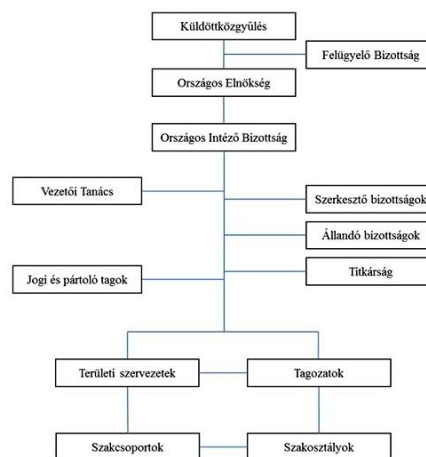 Küldöttközgyűlés
Felügyelő Bizottság
Országos Elnökség
Országos Intéző Bizottság
Vezetői Tanács
Szerkesztő bizottságok
Állandó bizottságok
Titkárság
Jogi és pártoló tagok
Területi szervezetek
Tagozatok
Szakcsoportok
Szakosztályok